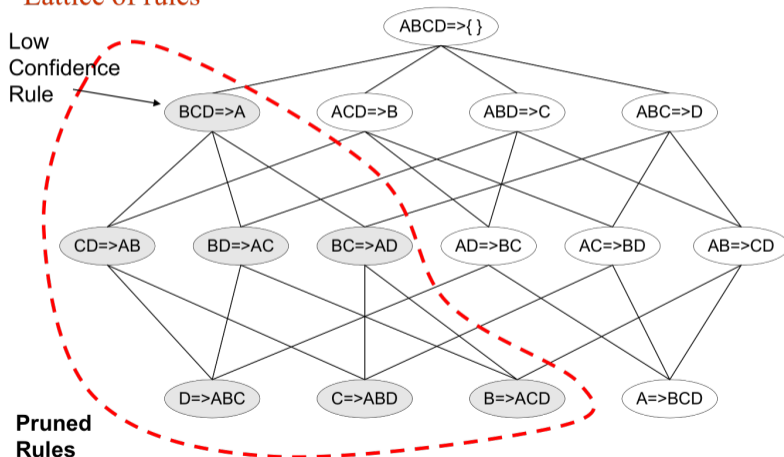 Lattice of rules
ABCD=>{ }
Low
Confidence
Rule
BCD=>A
ACD=>B
ABD=>C
ABC=>D
CD=>AB
BD=>AC
BC=>AD
AD=>BC
AC=>BD
AB=>CD
D=>ABC
C=>ABD
B=>ACD
A=>BCD
Pruned
Rules